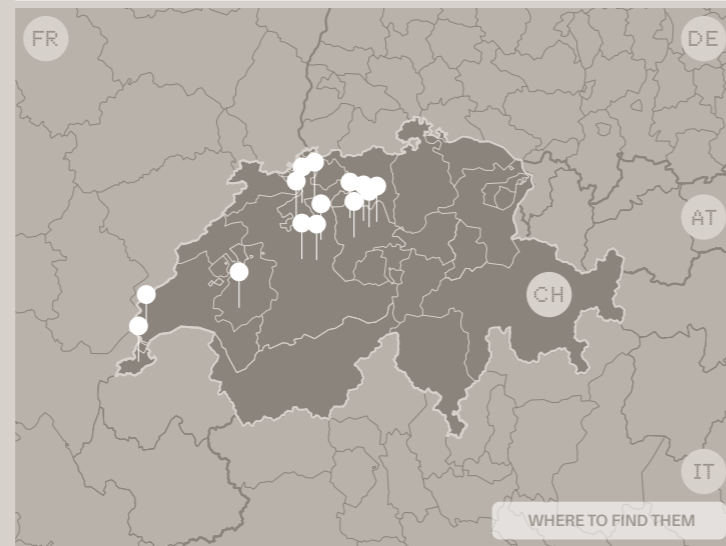 FR
DE
AT
CH
IT
WHERE TO FIND THEM